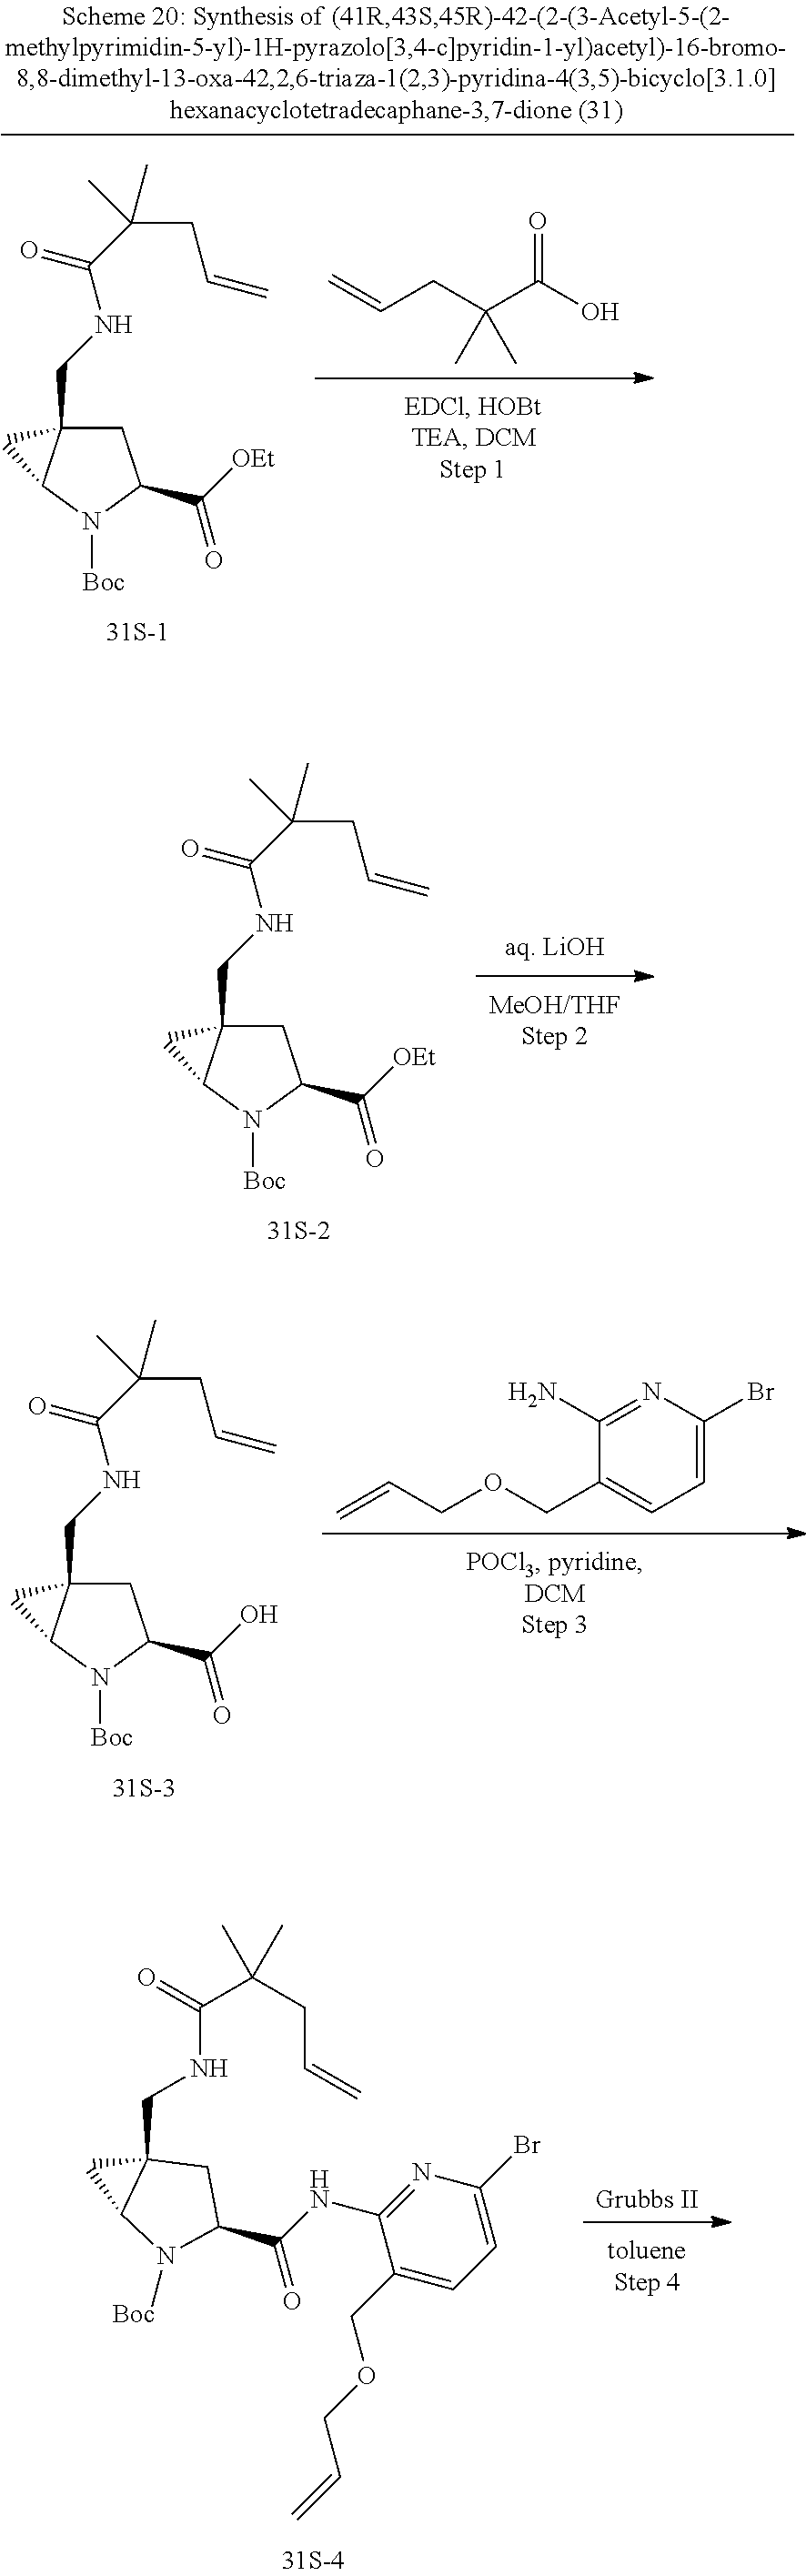 Scheme 20: Synthesis of (41R,43S,45R)-42-(2-(3-Acetyl-5-(2-
methylpyrimidin-5-yl)-1H-pyrazolo[3,4-c]pyridin-1-yl)acetyl)-16-bromo-
8,8-dimethyl-13-oxa-42,2,6-triaza-1(2,3)-pyridina-4(3,5)-bicyclo[3.1.0]
hexanacyclotetradecaphane-3,7-dione (31)
O
NH
OEt
N
O
Boc
31S-1
O
OH
EDCl, HOBt
TEA, DCM
Step 1
O
NH
OEt
N
O
Boc
31S-2
aq. LiOH
MeOH/THF
Step 2
O
NH
OH
N
O
Boc
31S-3
H2N
N
Br
O
POCl3, pyridine,
DCM
Step 3
O
NH
Br
H
N
N
N
O
Boc
O
31S-4
Grubbs II
toluene
Step 4